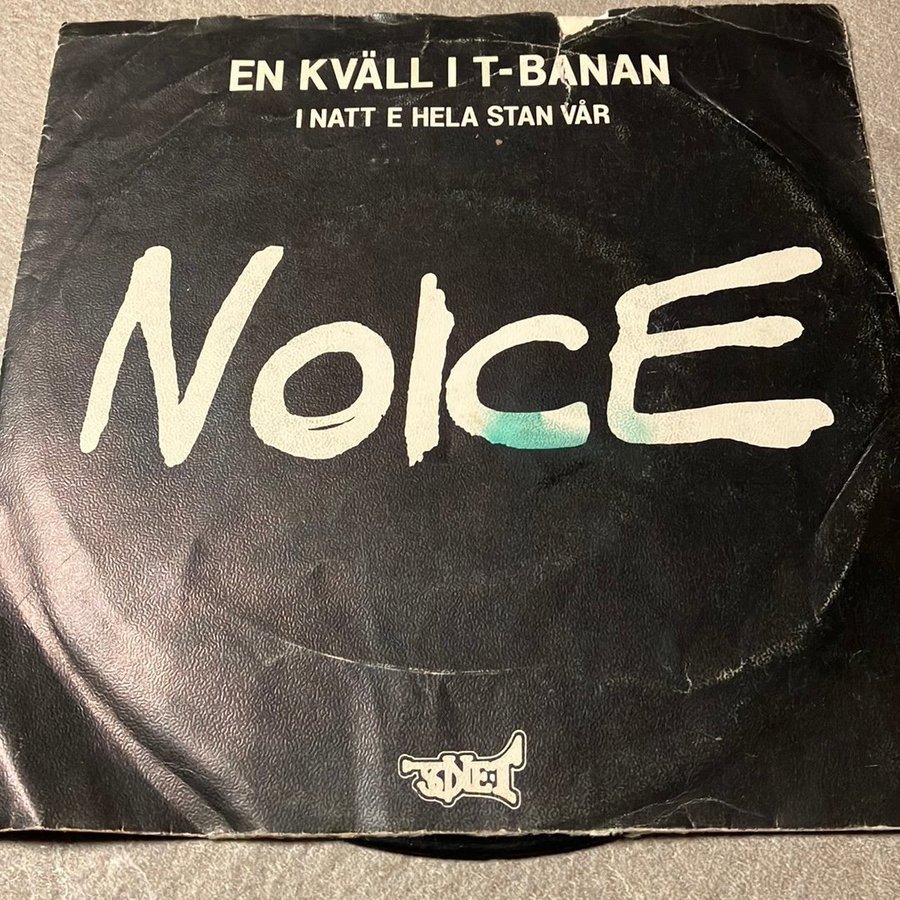 EN KVÄLL I T-BANAN
I NATT E HELA STAN VÅR
NOICE